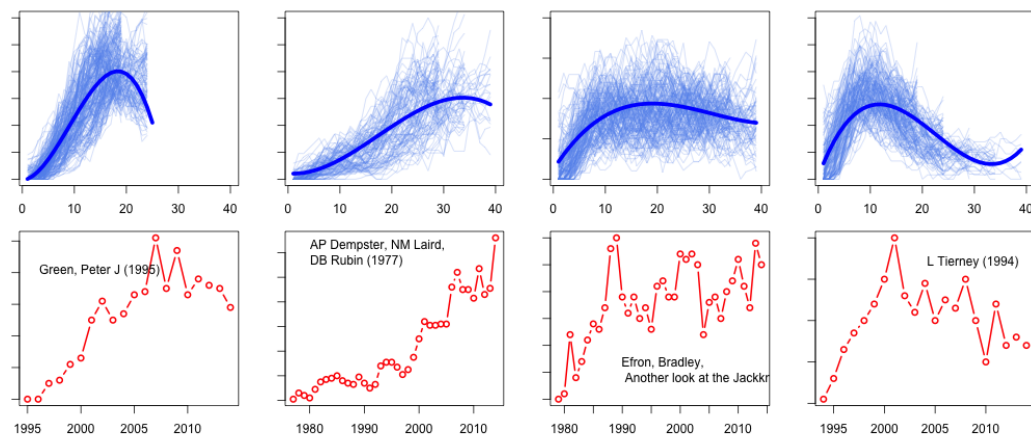 0 10 20 30 40
0 10 20 30 40
0 10 20 30 40
0 10 20 30 40
Green, Peter J (1995)
1995 2000 2005 2010
AP Dempster, NM Laird,
DB Rubin (1977)
1980 1990 2000 2010
Efron, Bradley,
Another look at the Jackkr
1980 1990 2000 2010
L Tierney (1994)
1995 2000 2005 2010